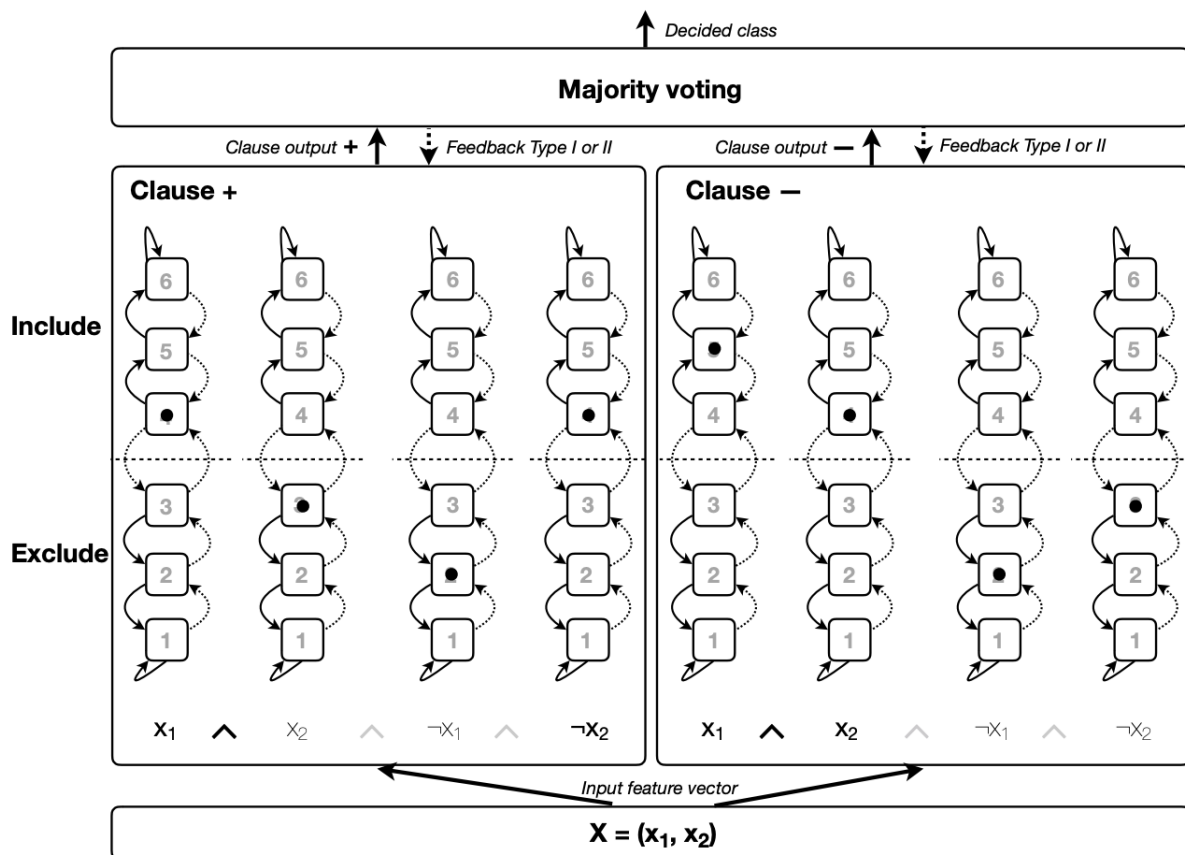 Decided class
Majority voting
Clause output + Feedback Type I or II Clause output — Feedback Type I or II
Clause + Clause —
6 6 6 6 6 6 6 6
Include
5 5 5 5 5 5 5
4 4 4 4 4
3 3 3 3 3 3
Exclude
2 2 2 2 2 2
1 1 1 1 1 1 1 1
x₁ ∧ x₂ ∧ ¬x₁ ∧ ¬x₂ x₁ ∧ x₂ ∧ ¬x₁ ∧ ¬x₂
Input feature vector
X = (x₁, x₂)